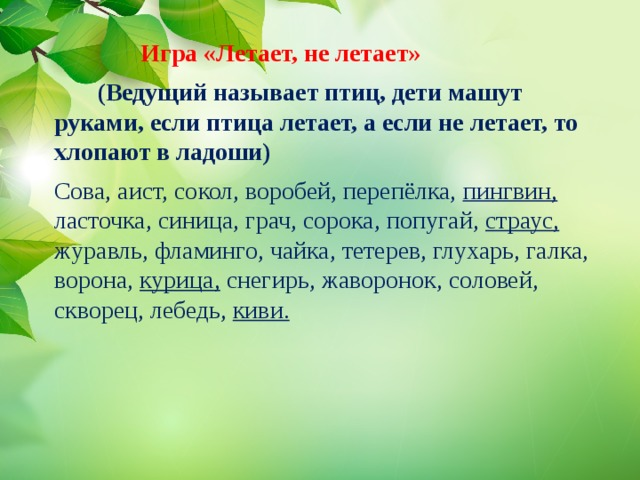 Игра «Летает, не летает»
(Ведущий называет птиц, дети машут
руками, если птица летает, а если не летает, то
хлопают в ладоши)
Сова, аист, сокол, воробей, перепёлка, пингвин,
ласточка, синица, грач, сорока, попугай, страус,
журавль, фламинго, чайка, тетерев, глухарь, галка,
ворона, курица, снегирь, жаворонок, соловей,
скворец, лебедь, киви.